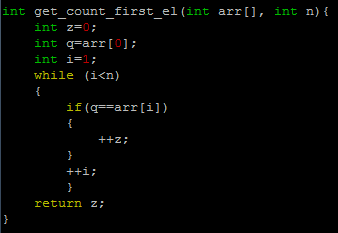 int get_count_first_el(int arr[], int n){
    int z=0;
    int q=arr[0];
    int i=1;
    while (i<n)
    {
        if(q==arr[i])
        {
            ++z;
        }
        ++i;
        }
    return z;
}